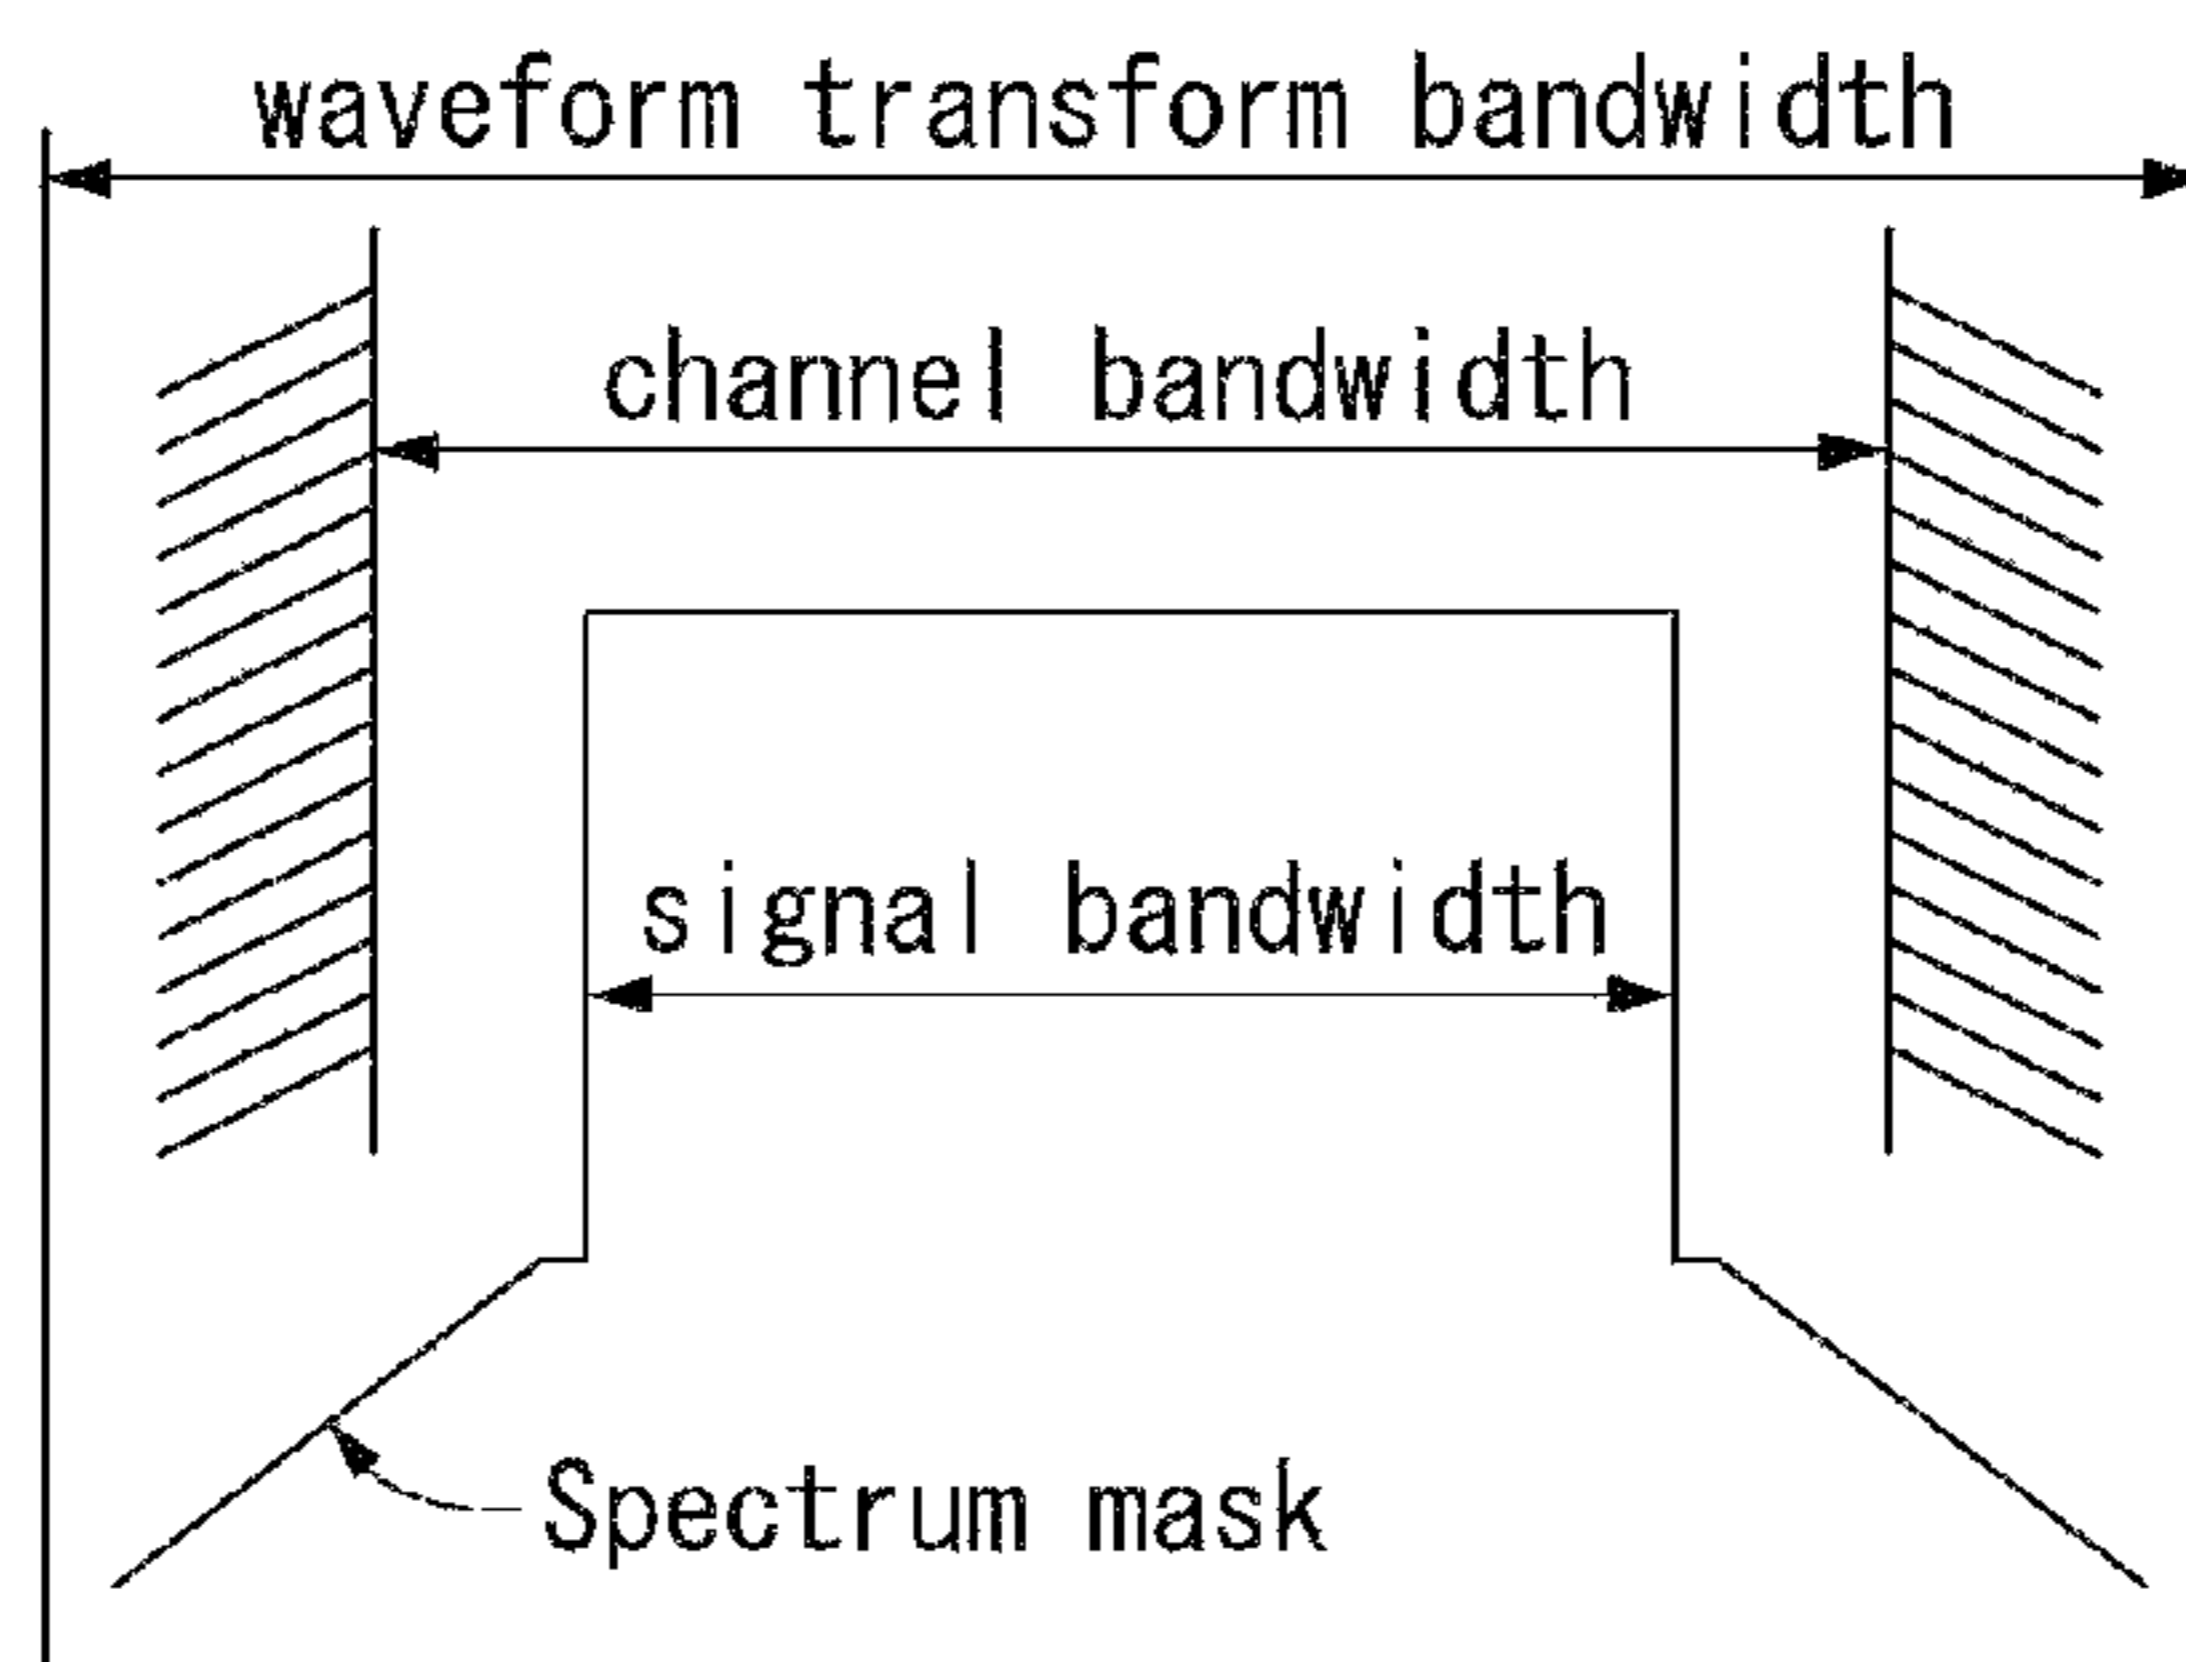 waveform transform bandwidth
channel bandwidth
signal bandwidth
Spectrum mask